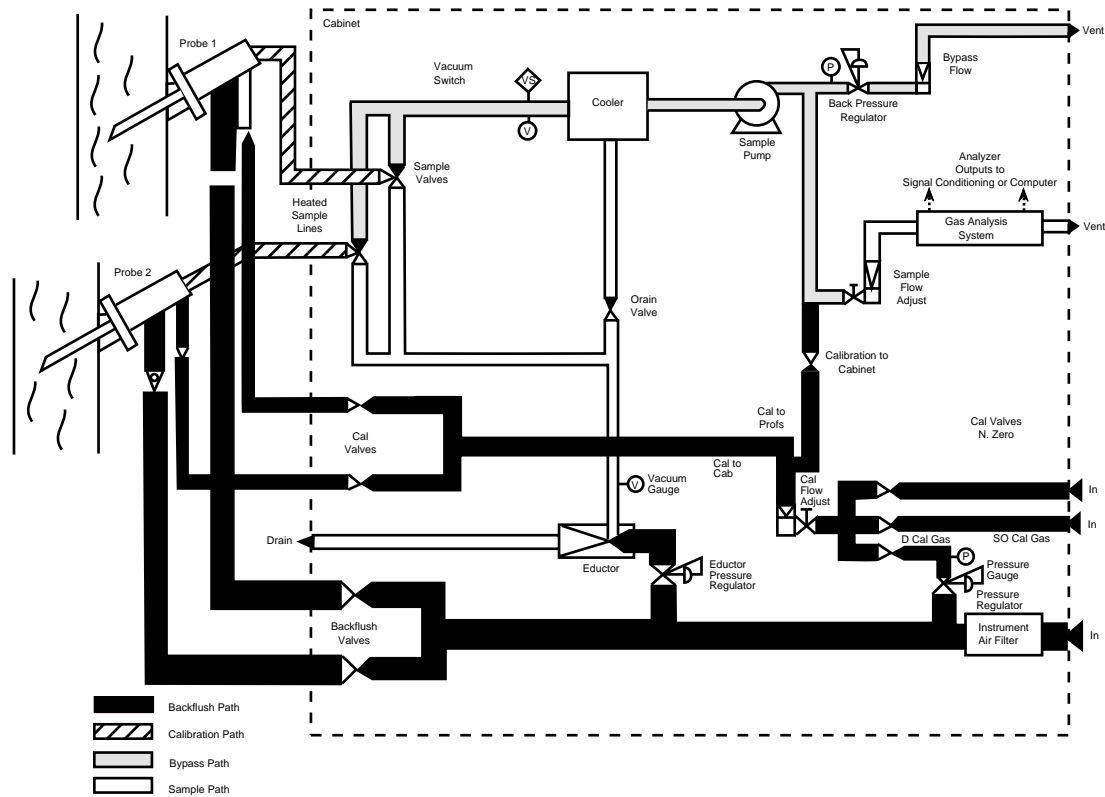 Cabinet
Probe 1
Vacuum
Switch
VS
V
Cooler
Sample
Pump
P
Back Pressure
Regulator
Bypass
Flow
Vent
Sample
Valves
Heated
Sample
Lines
Analyzer
Outputs to
Signal Conditioning or Computer
Gas Analysis
System
Vent
Probe 2
Orain
Valve
Sample
Flow
Adjust
Calibration to
Cabinet
Cal to
Profs
Cal Valves
N. Zero
Cal
Valves
Cal to
Cab
V
Vacuum
Gauge
Cal
Flow
Adjust
In
In
D Cal Gas
SO Cal Gas
Drain
Eductor
Eductor
Pressure
Regulator
P
Pressure
Gauge
Pressure
Regulator
Backflush
Valves
Instrument
Air Filter
In
Backflush Path
Calibration Path
Bypass Path
Sample Path